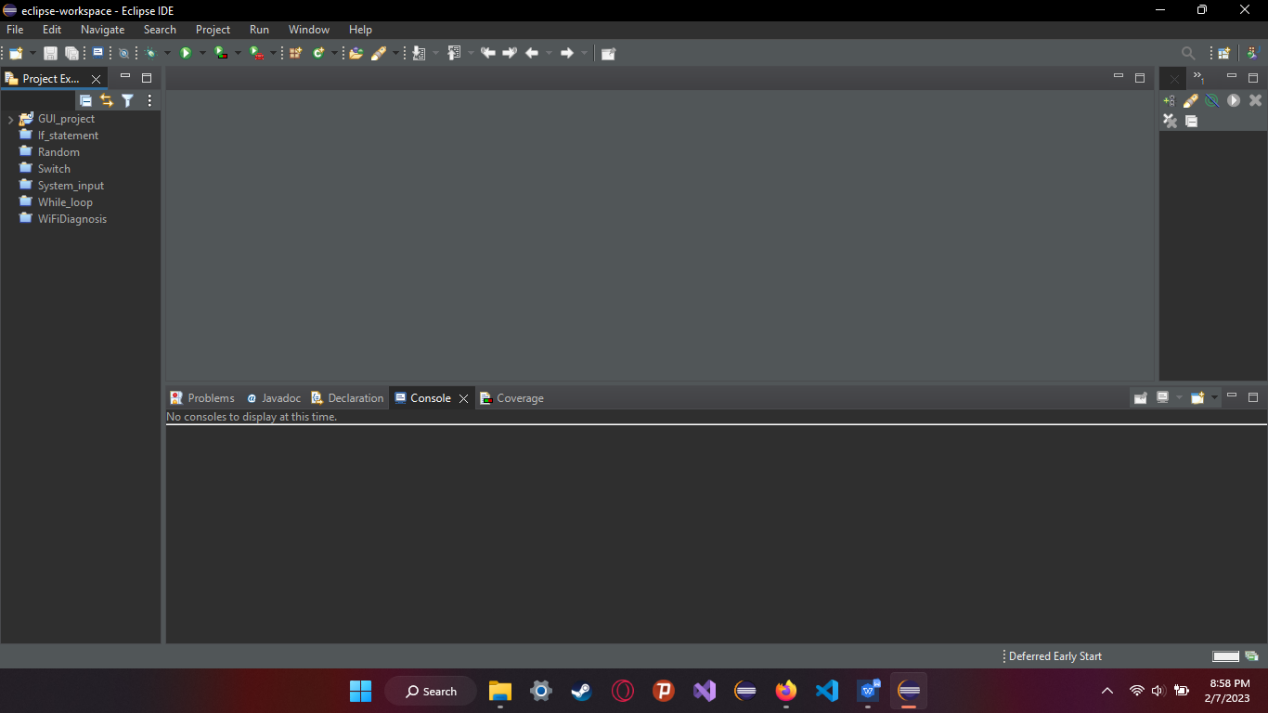 eclipse-workspace - Eclipse IDE
File Edit Navigate Search Project Run Window Help
Project Ex...
GUI_project
If_statement
Random
Switch
System_input
While_loop
WiFiDiagnosis
Problems Javadoc Declaration Console Coverage
No consoles to display at this time.
Deferred Early Start
Search
8:58 PM
2/7/2023